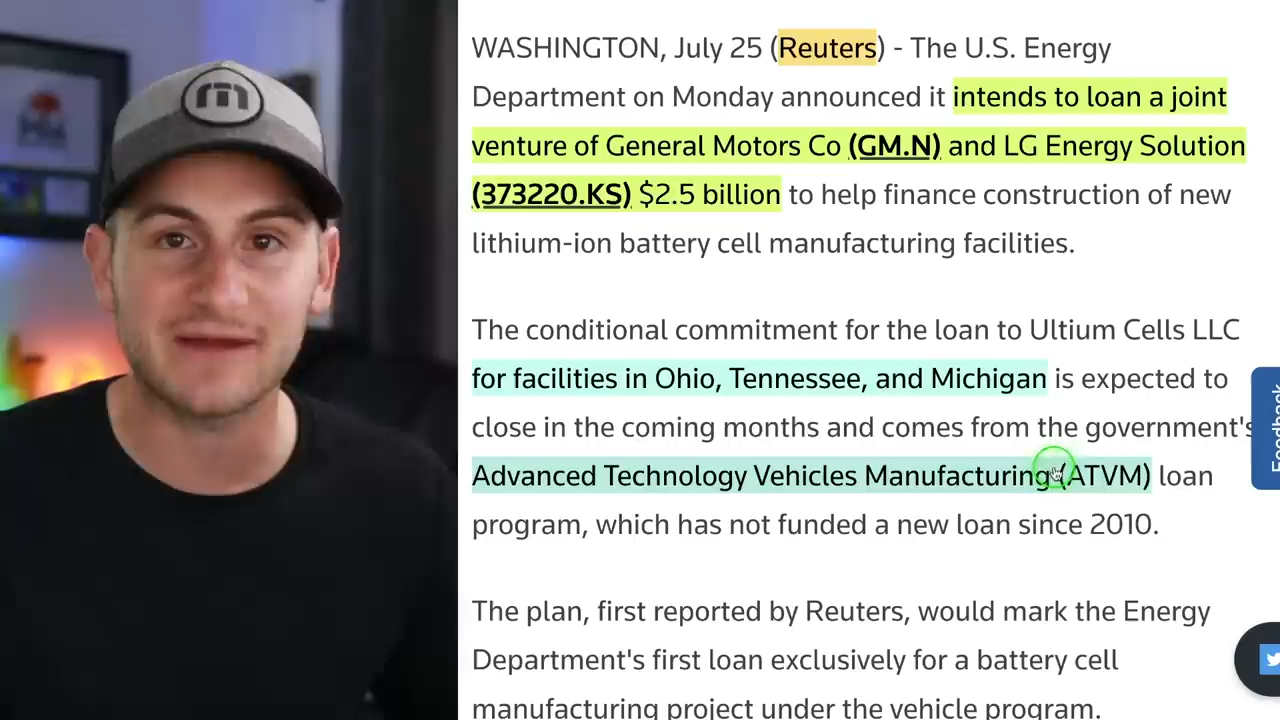 WASHINGTON, July 25 (Reuters) - The U.S. Energy
Department on Monday announced it intends to loan a joint
venture of General Motors Co (GM.N) and LG Energy Solution
(373220.KS) $2.5 billion to help finance construction of new
lithium-ion battery cell manufacturing facilities.
The conditional commitment for the loan to Ultium Cells LLC
for facilities in Ohio, Tennessee, and Michigan is expected to
close in the coming months and comes from the government's
Advanced Technology Vehicles Manufacturing (ATVM) loan
program, which has not funded a new loan since 2010.
The plan, first reported by Reuters, would mark the Energy
Department's first loan exclusively for a battery cell
manufacturing project under the vehicle program.
Feedback